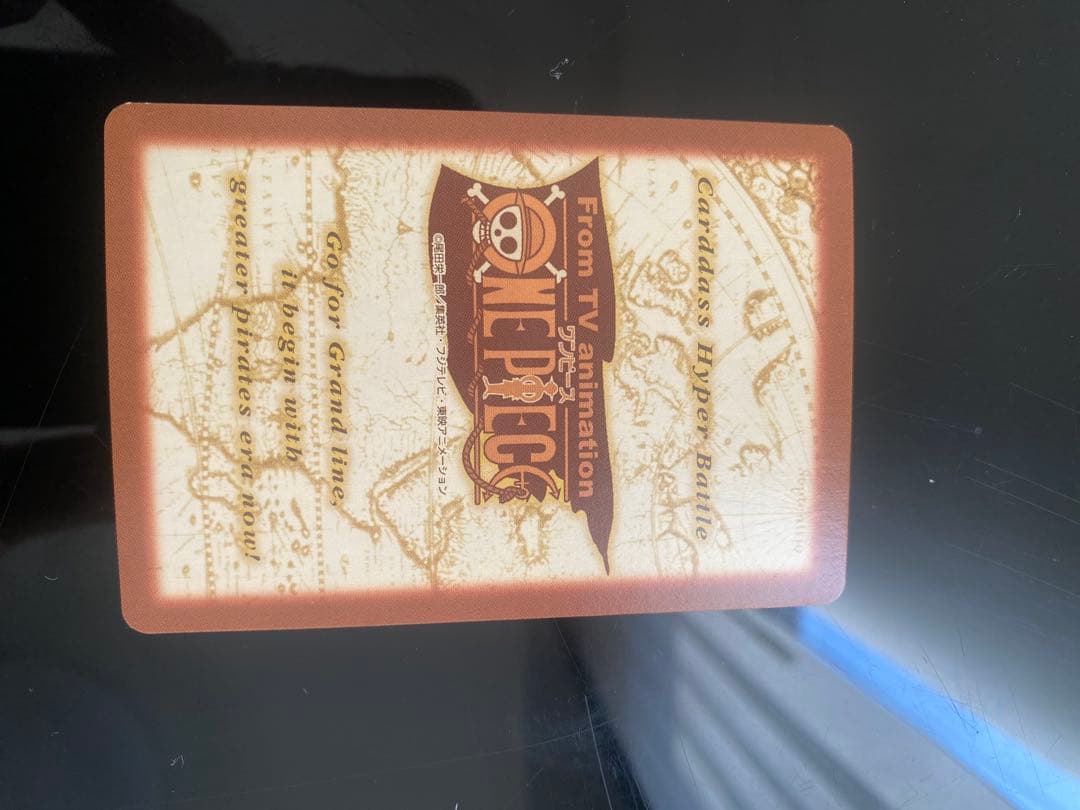 Carddass Hyper Battle
From TV animation
ワンピース
ONE PIECE
©尾田栄一郎/集英社・フジテレビ・東映アニメーション
Go for Grand line,
it begin with
greater pirates era now!